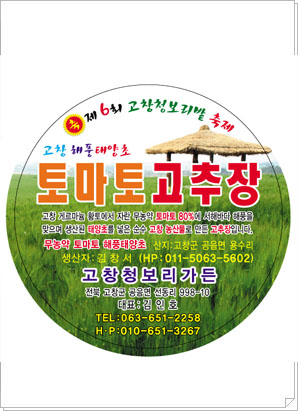 축 제 6회 고창청보리밭 축제
고창 해풍태양초
토마토고추장
고창 게르마늄 황토에서 자란 무농약 토마토 80%에 서해바다 해풍을
맞으며 생산된 태양초를 넣은 순수 고창 농산물로 만든 고추장입니다.
무농약 토마토 해풍태양초 산지:고창군 공음면 용수리
생산자:김창서 (HP:011-5063-5602)
고창청보리가든
전북 고창군 공음면 선동리 998-10
대표:김인호
TEL:063-651-2258
H·P:010-651-3267